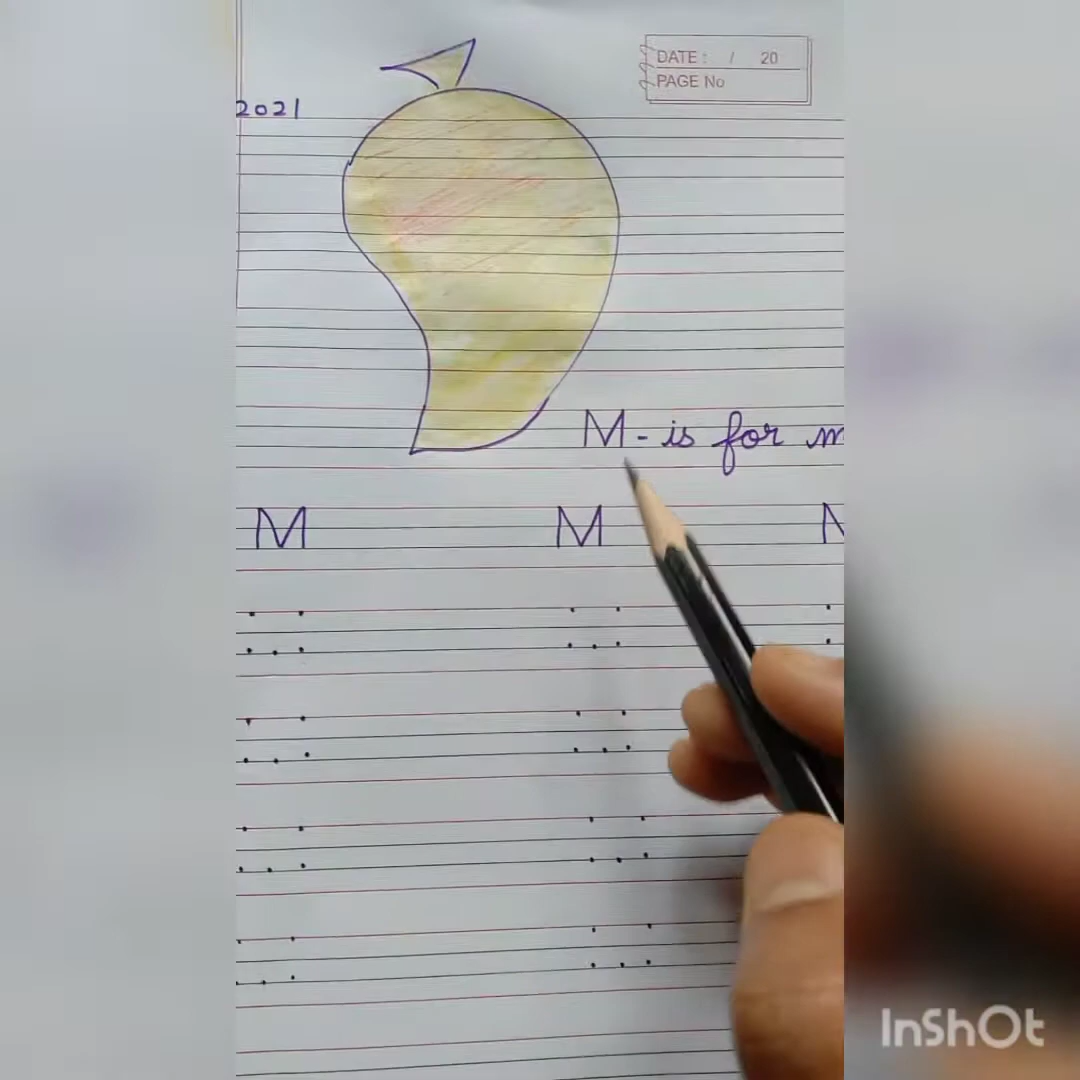 DATE : / 20
PAGE No
2021
M - is for m
M M
InShOt